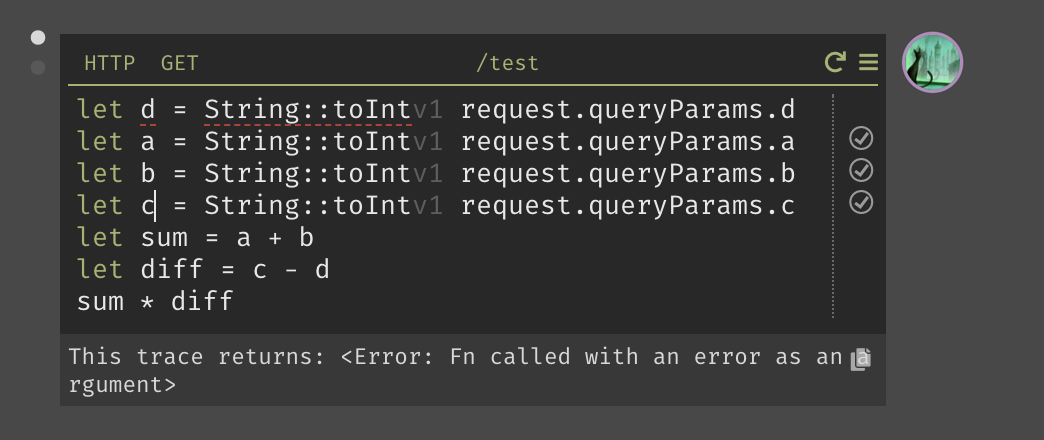 HTTP GET /test
let d = String::toIntv1 request.queryParams.d
let a = String::toIntv1 request.queryParams.a
let b = String::toIntv1 request.queryParams.b
let c = String::toIntv1 request.queryParams.c
let sum = a + b
let diff = c - d
sum * diff
This trace returns: <Error: Fn called with an error as an a
rgument>